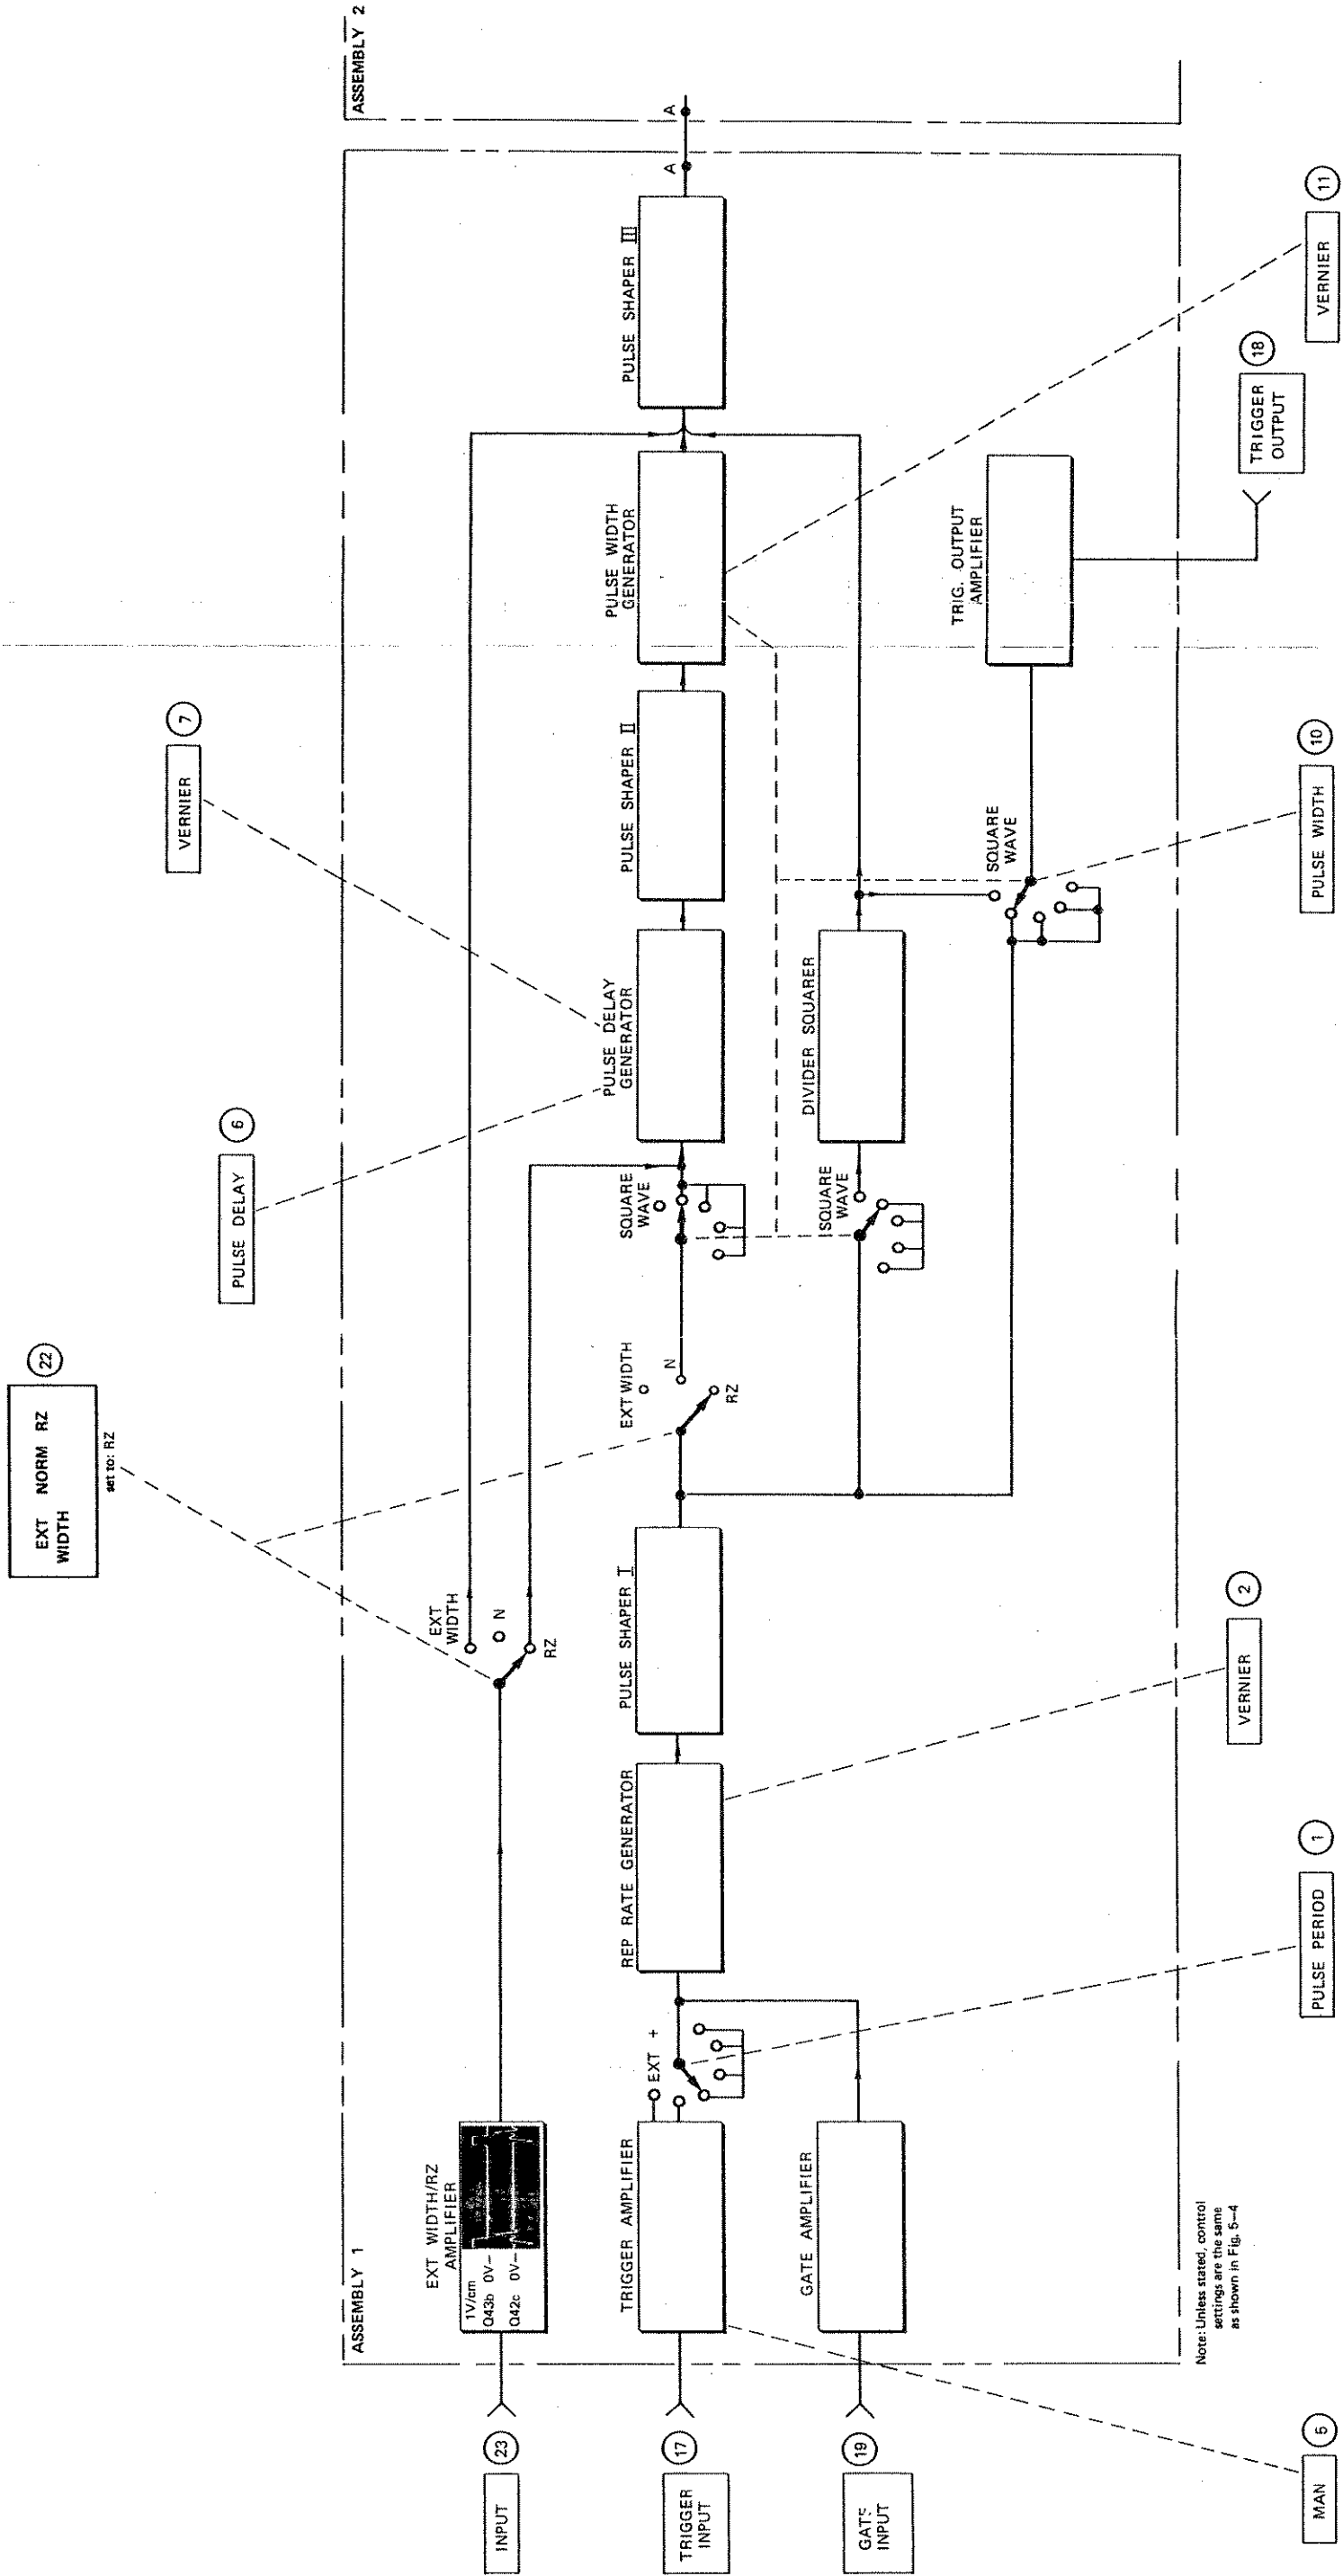 EXT NORM RZ
WIDTH
22
set to: RZ
PULSE DELAY
6
VERNIER
7
ASSEMBLY 1
ASSEMBLY 2
INPUT
23
EXT WIDTH/RZ
AMPLIFIER
1V/cm
Q43b 0V–
Q42c 0V–
EXT
WIDTH
N
RZ
TRIGGER
INPUT
17
TRIGGER AMPLIFIER
EXT +
REP RATE GENERATOR
PULSE SHAPER I
EXT WIDTH
N
RZ
SQUARE
WAVE
PULSE DELAY
GENERATOR
PULSE SHAPER II
PULSE WIDTH
GENERATOR
PULSE SHAPER III
A
A
GATE
INPUT
19
GATE AMPLIFIER
SQUARE
WAVE
DIVIDER SQUARER
SQUARE
WAVE
TRIG. OUTPUT
AMPLIFIER
TRIGGER
OUTPUT
18
Note: Unless stated, control
settings are the same
as shown in Fig. 5–4
MAN
5
PULSE PERIOD
1
VERNIER
2
PULSE WIDTH
10
VERNIER
11